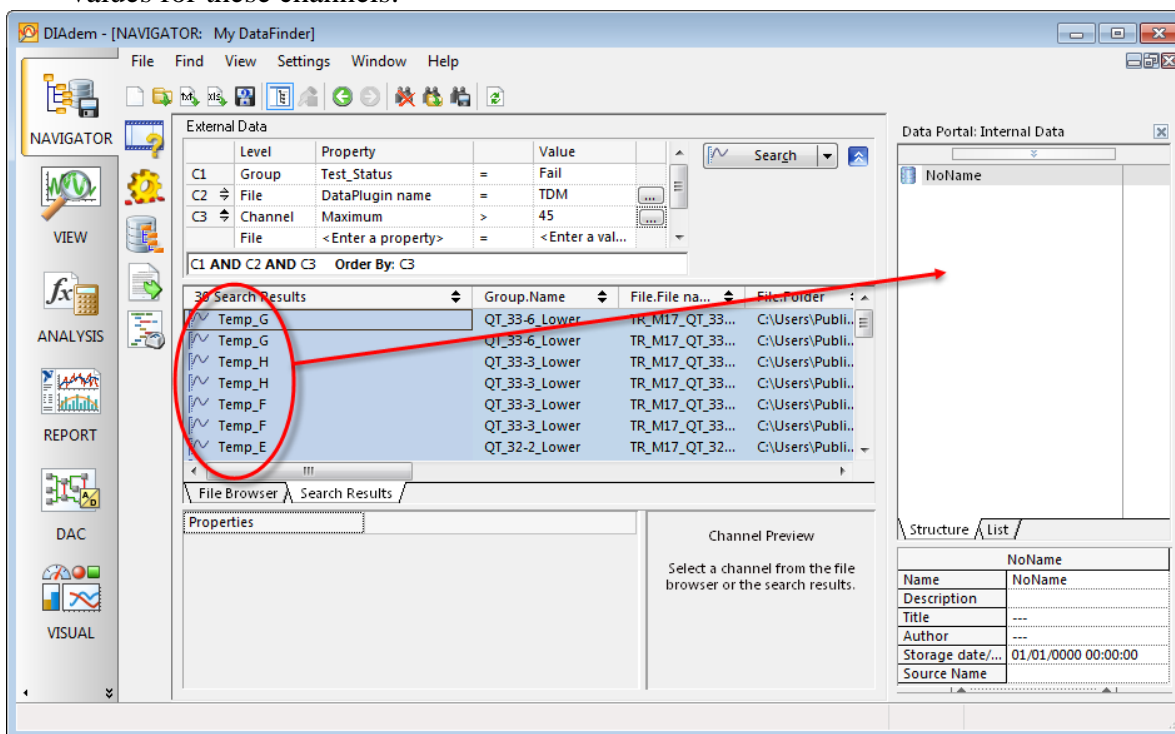 values for these channels.
DIAdem - [NAVIGATOR: My DataFinder]
File Find View Settings Window Help
NAVIGATOR
VIEW
ANALYSIS
REPORT
DAC
VISUAL
External Data
Level Property Value
C1 Group Test_Status = Fail
C2 File DataPlugin name = TDM ...
C3 Channel Maximum > 45 ...
File <Enter a property> = <Enter a val...
Search
C1 AND C2 AND C3 Order By: C3
30 Search Results Group.Name File.File na... File.Folder
Temp_G QT_33-6_Lower TR_M17_QT_33... C:\Users\Publi..
Temp_G QT_33-6_Lower TR_M17_QT_33... C:\Users\Publi..
Temp_H QT_33-3_Lower TR_M17_QT_33... C:\Users\Publi..
Temp_H QT_33-3_Lower TR_M17_QT_33... C:\Users\Publi..
Temp_F QT_33-3_Lower TR_M17_QT_33... C:\Users\Publi..
Temp_F QT_33-3_Lower TR_M17_QT_33... C:\Users\Publi..
Temp_E QT_32-2_Lower TR_M17_QT_32... C:\Users\Publi..
File Browser Search Results
Properties
Channel Preview
Select a channel from the file
browser or the search results.
Data Portal: Internal Data
NoName
Structure List
NoName
Name NoName
Description
Title ---
Author ---
Storage date/... 01/01/0000 00:00:00
Source Name